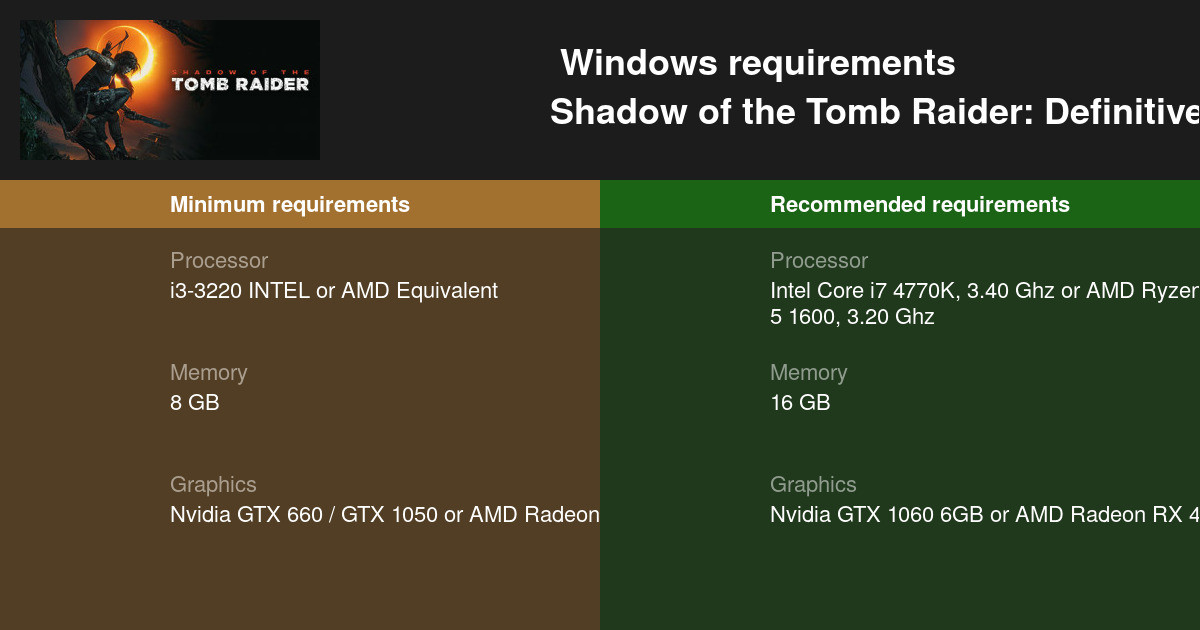 SHADOW OF THE
TOMB RAIDER
Windows requirements
Shadow of the Tomb Raider: Definitive
Minimum requirements
Processor
i3-3220 INTEL or AMD Equivalent
Memory
8 GB
Graphics
Nvidia GTX 660 / GTX 1050 or AMD Radeon
Recommended requirements
Processor
Intel Core i7 4770K, 3.40 Ghz or AMD Ryzen
5 1600, 3.20 Ghz
Memory
16 GB
Graphics
Nvidia GTX 1060 6GB or AMD Radeon RX 4